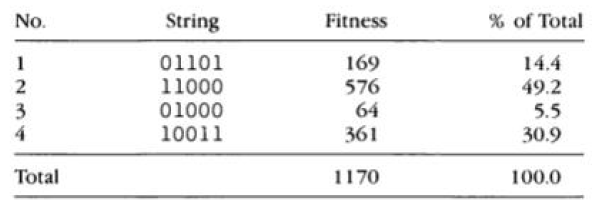 No. String Fitness % of Total
1 01101 169 14.4
2 11000 576 49.2
3 01000 64 5.5
4 10011 361 30.9
Total 1170 100.0